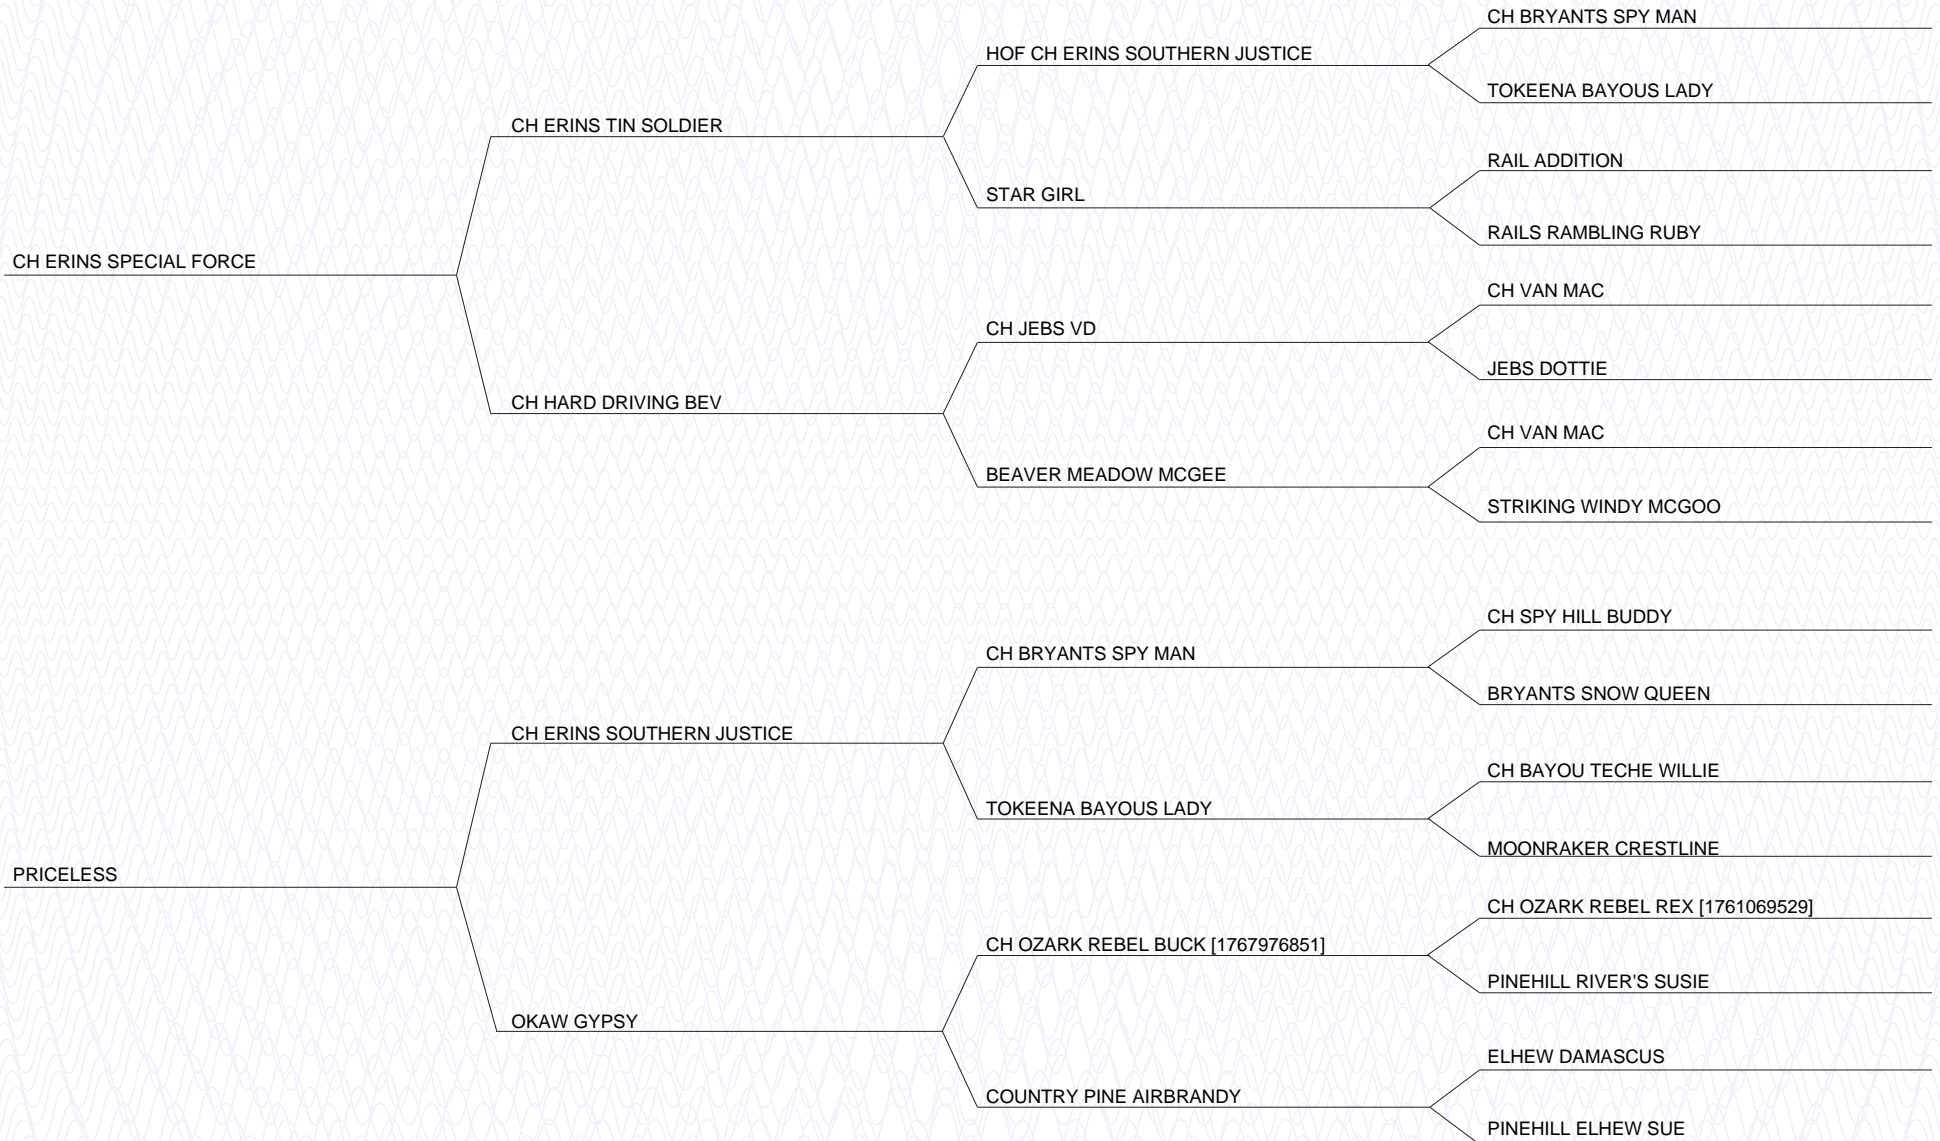 CH BRYANTS SPY MAN
HOF CH ERINS SOUTHERN JUSTICE
TOKEENA BAYOUS LADY
CH ERINS TIN SOLDIER
RAIL ADDITION
STAR GIRL
RAILS RAMBLING RUBY
CH ERINS SPECIAL FORCE
CH VAN MAC
CH JEBS VD
JEBS DOTTIE
CH HARD DRIVING BEV
CH VAN MAC
BEAVER MEADOW MCGEE
STRIKING WINDY MCGOO
CH SPY HILL BUDDY
CH BRYANTS SPY MAN
BRYANTS SNOW QUEEN
CH ERINS SOUTHERN JUSTICE
CH BAYOU TECHE WILLIE
TOKEENA BAYOUS LADY
MOONRAKER CRESTLINE
PRICELESS
CH OZARK REBEL REX [1761069529]
CH OZARK REBEL BUCK [1767976851]
PINEHILL RIVER'S SUSIE
OKAW GYPSY
ELHEW DAMASCUS
COUNTRY PINE AIRBRANDY
PINEHILL ELHEW SUE